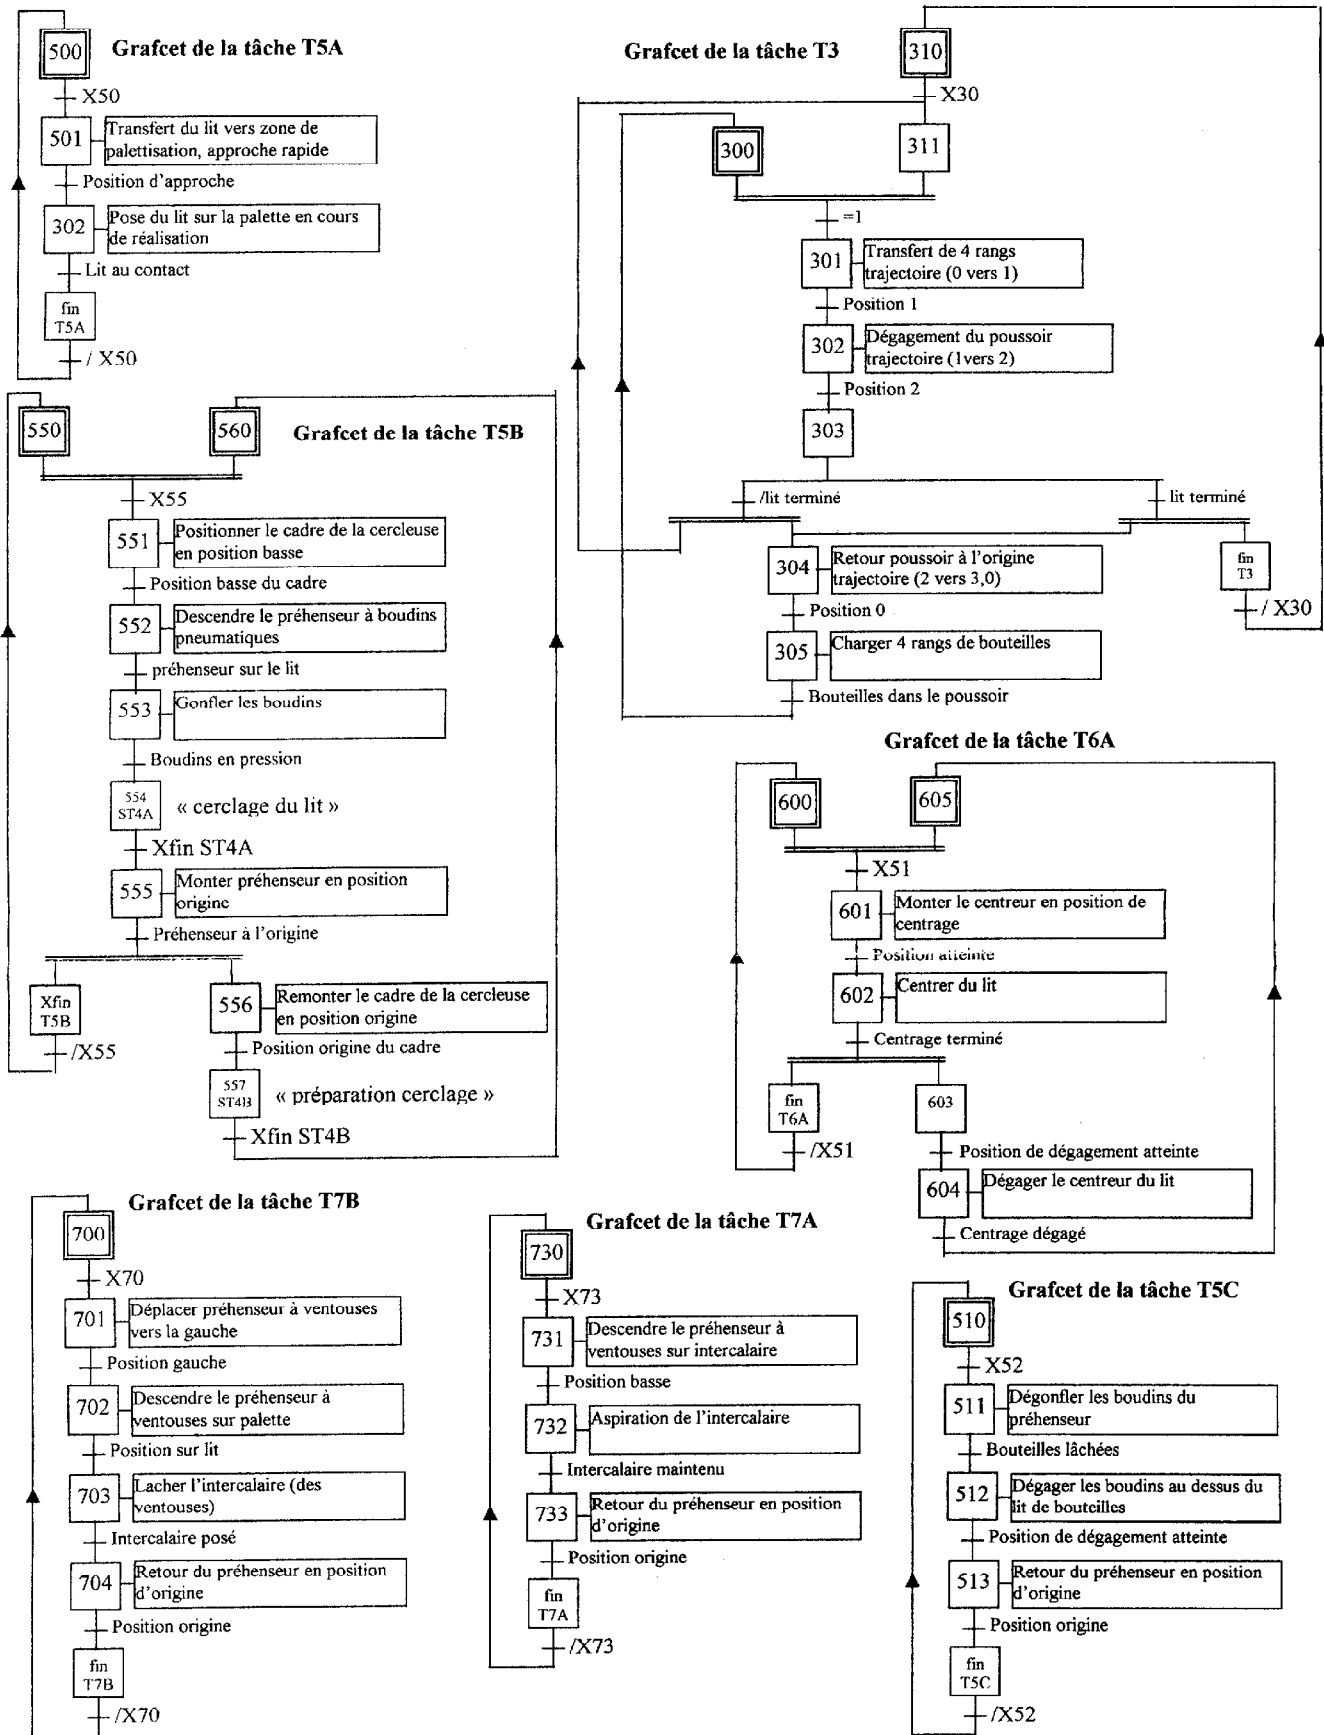 Grafcet de la tâche T5A
500
X50
501
Transfert du lit vers zone de
palettisation, approche rapide
Position d'approche
302
Pose du lit sur la palette en cours
de réalisation
Lit au contact
fin
T5A
/ X50
Grafcet de la tâche T3
310
X30
300
311
=1
301
Transfert de 4 rangs
trajectoire (0 vers 1)
Position 1
302
Dégagement du poussoir
trajectoire (1vers 2)
Position 2
303
/lit terminé
lit terminé
304
Retour poussoir à l'origine
trajectoire (2 vers 3,0)
fin
T3
Position 0
/ X30
305
Charger 4 rangs de bouteilles
Bouteilles dans le poussoir
550
560
Grafcet de la tâche T5B
X55
551
Positionner le cadre de la cercleuse
en position basse
Position basse du cadre
552
Descendre le préhenseur à boudins
pneumatiques
préhenseur sur le lit
553
Gonfler les boudins
Boudins en pression
554
ST4A
« cerclage du lit »
Xfin ST4A
555
Monter préhenseur en position
origine
Préhenseur à l'origine
Xfin
T5B
556
Remonter le cadre de la cercleuse
en position origine
/X55
Position origine du cadre
557
ST4B
« préparation cerclage »
Xfin ST4B
Grafcet de la tâche T6A
600
605
X51
601
Monter le centreur en position de
centrage
Position atteinte
602
Centrer du lit
Centrage terminé
fin
T6A
603
/X51
Position de dégagement atteinte
604
Dégager le centreur du lit
Centrage dégagé
Grafcet de la tâche T7B
700
X70
701
Déplacer préhenseur à ventouses
vers la gauche
Position gauche
702
Descendre le préhenseur à
ventouses sur palette
Position sur lit
703
Lacher l'intercalaire (des
ventouses)
Intercalaire posé
704
Retour du préhenseur en position
d'origine
Position origine
fin
T7B
/X70
Grafcet de la tâche T7A
730
X73
731
Descendre le préhenseur à
ventouses sur intercalaire
Position basse
732
Aspiration de l'intercalaire
Intercalaire maintenu
733
Retour du préhenseur en position
d'origine
Position origine
fin
T7A
/X73
Grafcet de la tâche T5C
510
X52
511
Dégonfler les boudins du
préhenseur
Bouteilles lâchées
512
Dégager les boudins au dessus du
lit de bouteilles
Position de dégagement atteinte
513
Retour du préhenseur en position
d'origine
Position origine
fin
T5C
/X52